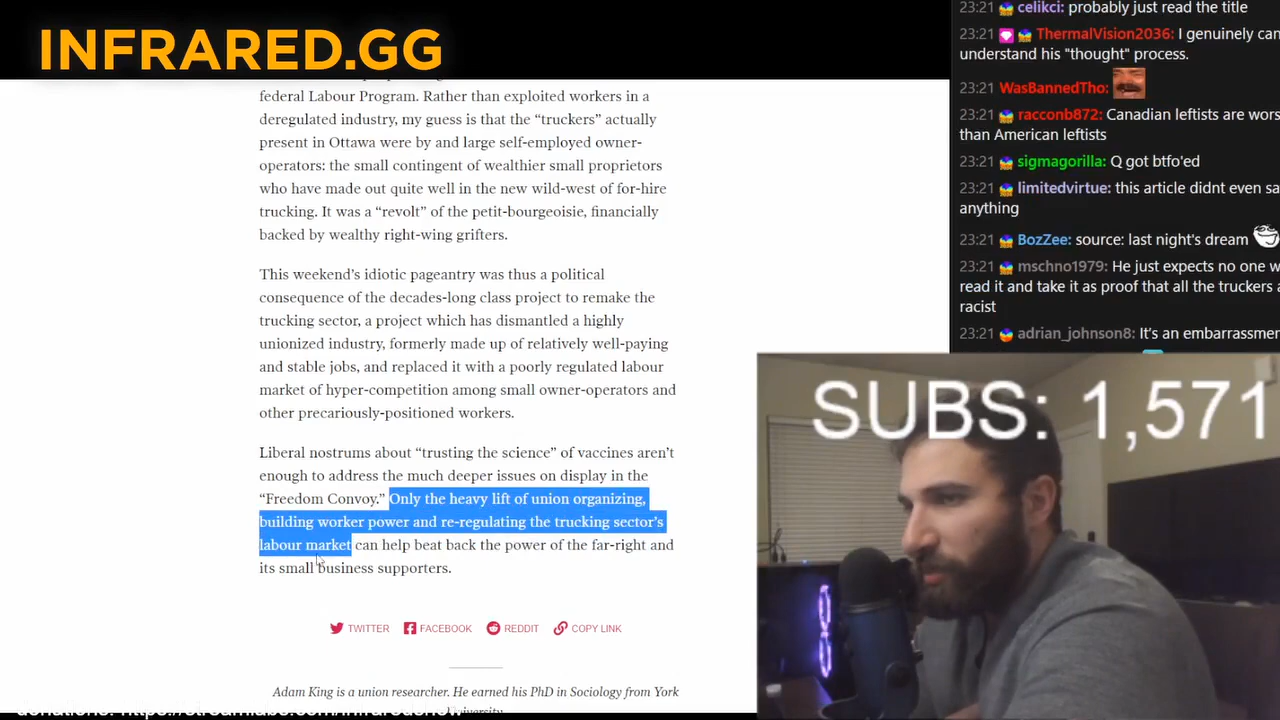 INFRARED.GG
federal Labour Program. Rather than exploited workers in a
deregulated industry, my guess is that the “truckers” actually
present in Ottawa were by and large self-employed owner-
operators: the small contingent of wealthier small proprietors
who have made out quite well in the new wild-west of for-hire
trucking. It was a “revolt” of the petit-bourgeoisie, financially
backed by wealthy right-wing grifters.
This weekend’s idiotic pageantry was thus a political
consequence of the decades-long class project to remake the
trucking sector, a project which has dismantled a highly
unionized industry, formerly made up of relatively well-paying
and stable jobs, and replaced it with a poorly regulated labour
market of hyper-competition among small owner-operators and
other precariously-positioned workers.
Liberal nostrums about “trusting the science” of vaccines aren’t
enough to address the much deeper issues on display in the
“Freedom Convoy.” Only the heavy lift of union organizing,
building worker power and re-regulating the trucking sector’s
labour market can help beat back the power of the far-right and
its small business supporters.
TWITTER FACEBOOK REDDIT COPY LINK
Adam King is a union researcher. He earned his PhD in Sociology from York
23:21 celikci: probably just read the title
23:21 ThermalVision2036: I genuinely can
understand his "thought" process.
23:21 WasBannedTho:
23:21 racconb872: Canadian leftists are wors
than American leftists
23:21 sigmagorilla: Q got btfo'ed
23:21 limitedvirtue: this article didnt even sa
anything
23:21 BozZee: source: last night's dream
23:21 mschno1979: He just expects no one w
read it and take it as proof that all the truckers a
racist
23:21 adrian_johnson8: It's an embarrassmen
SUBS: 1,571